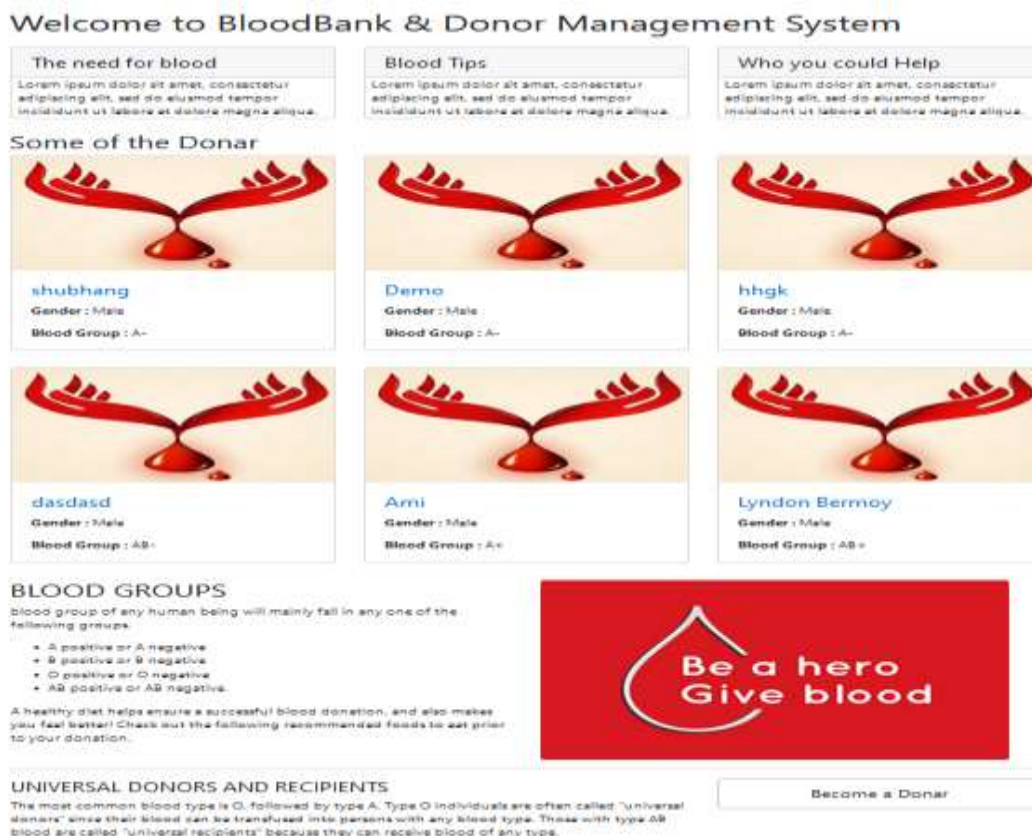 Welcome to BloodBank & Donor Management System
The need for blood
Lorem ipsum dolor sit amet, consectetur
adipiscing elit, sed do eiusmod tempor
incididunt ut labore et dolore magna aliqua.
Blood Tips
Lorem ipsum dolor sit amet, consectetur
adipiscing elit, sed do eiusmod tempor
incididunt ut labore et dolore magna aliqua.
Who you could Help
Lorem ipsum dolor sit amet, consectetur
adipiscing elit, sed do eiusmod tempor
incididunt ut labore et dolore magna aliqua.
Some of the Donar
shubhang
Gender : Male
Blood Group : A-
Demo
Gender : Male
Blood Group : A-
hhgk
Gender : Male
Blood Group : A-
dasdasd
Gender : Male
Blood Group : AB-
Ami
Gender : Male
Blood Group : A+
Lyndon Bermoy
Gender : Male
Blood Group : AB+
BLOOD GROUPS
blood group of any human being will mainly fall in any one of the
following groups.
• A positive or A negative
• B positive or B negative
• O positive or O negative
• AB positive or AB negative.
A healthy diet helps ensure a successful blood donation, and also makes
you feel better! Check out the following recommended foods to eat prior
to your donation.
Be a hero
Give blood
UNIVERSAL DONORS AND RECIPIENTS
The most common blood type is O, followed by type A. Type O individuals are often called "universal
donors" since their blood can be transfused into persons with any blood type. Those with type AB
blood are called "universal recipients" because they can receive blood of any type.
Become a Donar